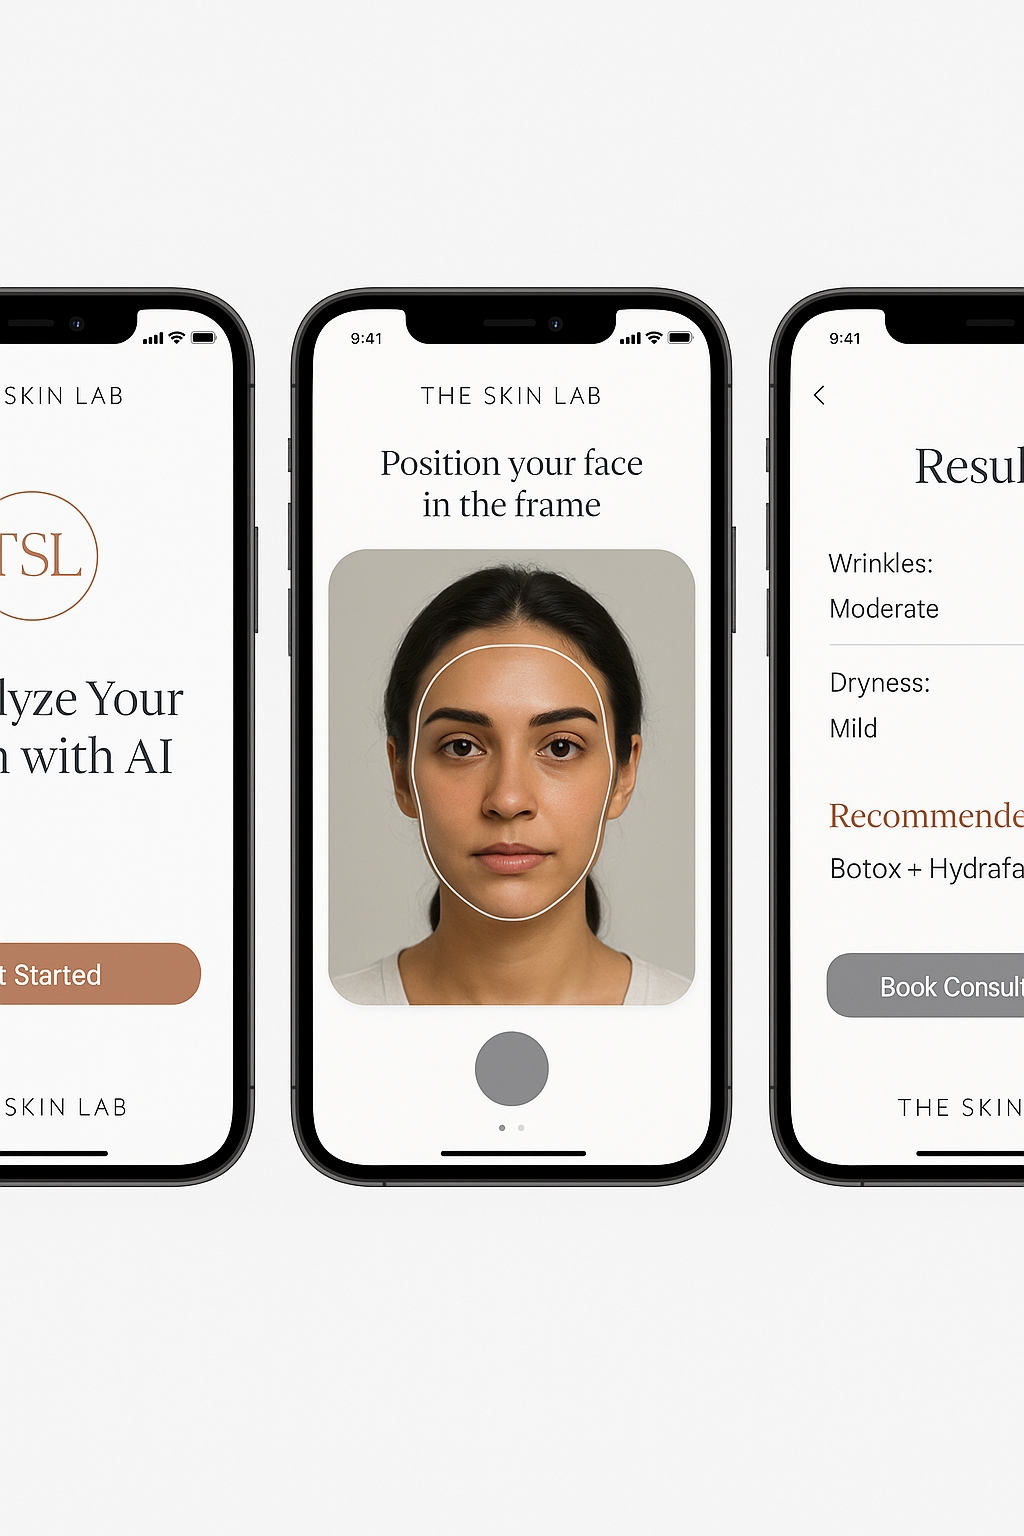 SKIN LAB
TSL
lyze Your
n with AI
t Started
SKIN LAB
9:41
THE SKIN LAB
Position your face
in the frame
9:41
Resul
Wrinkles:
Moderate
Dryness:
Mild
Recommende
Botox + Hydrafa
Book Consult
THE SKIN